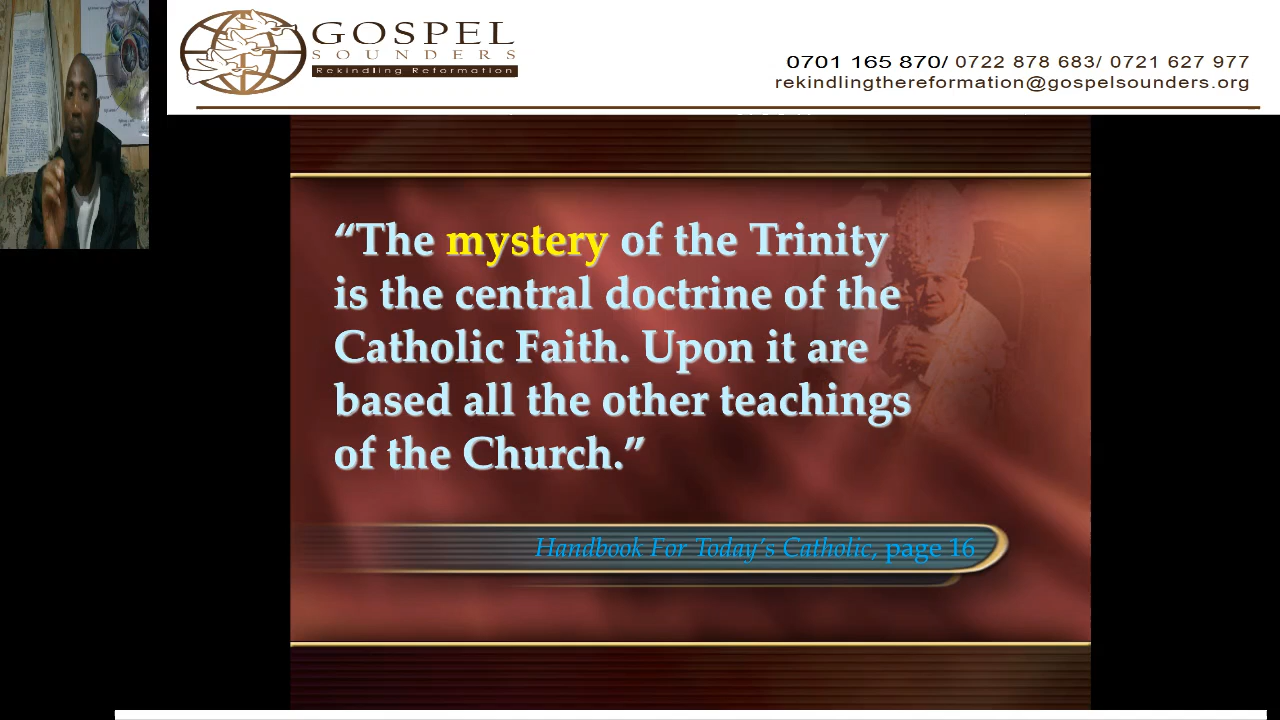 GOSPEL
SOUNDERS
Rekindling Reformation
0701 165 870/ 0722 878 683/ 0721 627 977
rekindlingthereformation@gospelsounders.org
“The mystery of the Trinity
is the central doctrine of the
Catholic Faith. Upon it are
based all the other teachings
of the Church.”
Handbook For Today’s Catholic, page 16